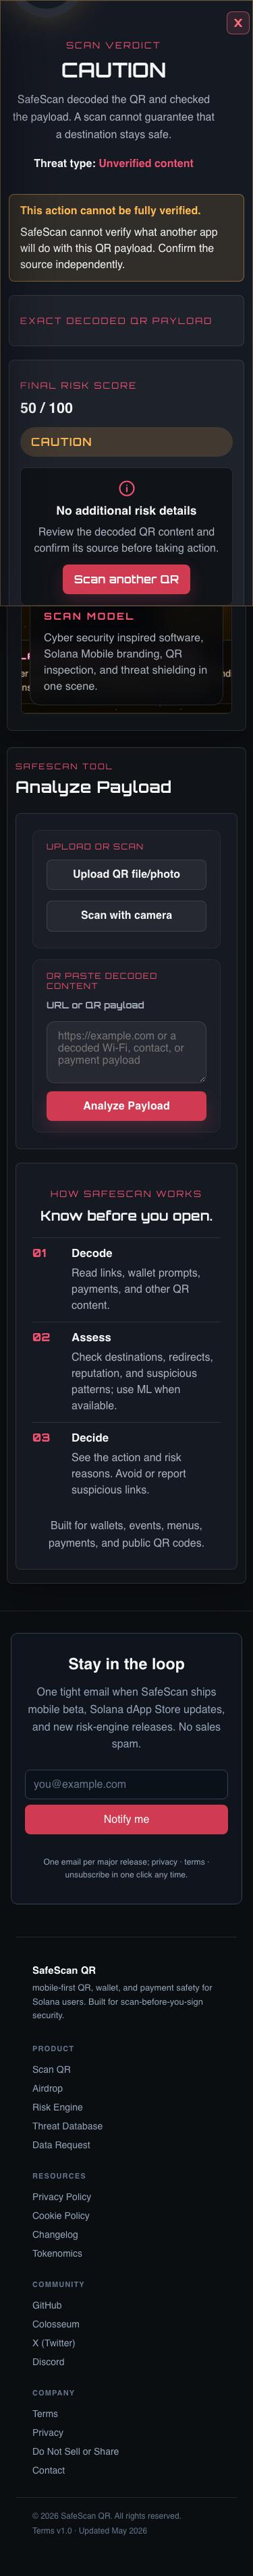 X
SCAN VERDICT
CAUTION
SafeScan decoded the QR and checked
the payload. A scan cannot guarantee that
a destination stays safe.
Threat type: Unverified content
This action cannot be fully verified.
SafeScan cannot verify what another app
will do with this QR payload. Confirm the
source independently.
EXACT DECODED QR PAYLOAD
FINAL RISK SCORE
50 / 100
CAUTION
No additional risk details
Review the decoded QR content and
confirm its source before taking action.
Scan another QR
SCAN MODEL
Cyber security inspired software,
Solana Mobile branding, QR
inspection, and threat shielding in
one scene.
SAFESCAN TOOL
Analyze Payload
UPLOAD OR SCAN
Upload QR file/photo
Scan with camera
OR PASTE DECODED
CONTENT
URL or QR payload
https://example.com or a
decoded Wi-Fi, contact, or
payment payload
Analyze Payload
HOW SAFESCAN WORKS
Know before you open.
01 Decode
Read links, wallet prompts,
payments, and other QR
content.
02 Assess
Check destinations, redirects,
reputation, and suspicious
patterns; use ML when
available.
03 Decide
See the action and risk
reasons. Avoid or report
suspicious links.
Built for wallets, events, menus,
payments, and public QR codes.
Stay in the loop
One tight email when SafeScan ships
mobile beta, Solana dApp Store updates,
and new risk-engine releases. No sales
spam.
you@example.com
Notify me
One email per major release; privacy · terms ·
unsubscribe in one click any time.
SafeScan QR
mobile-first QR, wallet, and payment safety for
Solana users. Built for scan-before-you-sign
security.
PRODUCT
Scan QR
Airdrop
Risk Engine
Threat Database
Data Request
RESOURCES
Privacy Policy
Cookie Policy
Changelog
Tokenomics
COMMUNITY
GitHub
Colosseum
X (Twitter)
Discord
COMPANY
Terms
Privacy
Do Not Sell or Share
Contact
© 2026 SafeScan QR. All rights reserved.
Terms v1.0 · Updated May 2026